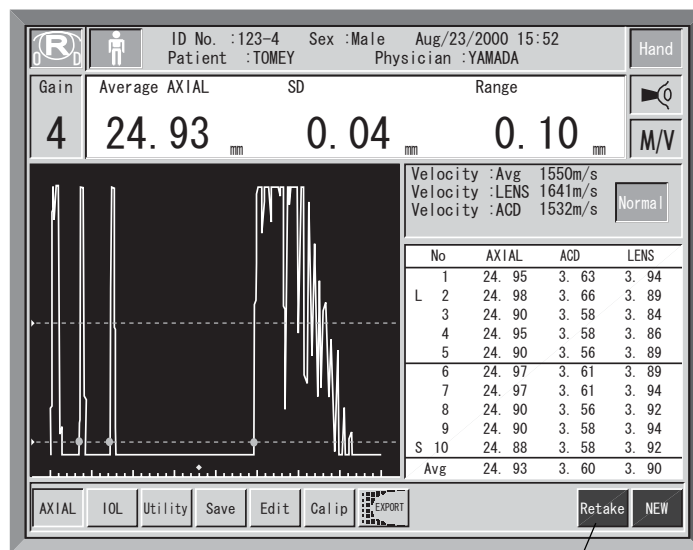 R O D
ID No. :123-4 Sex :Male Aug/23/2000 15:52
Patient :TOMEY Physician :YAMADA
Hand
Gain
4
Average AXIAL SD Range
24.93 mm 0.04 mm 0.10 mm
M/V
Velocity :Avg 1550m/s
Velocity :LENS 1641m/s
Velocity :ACD 1532m/s
Normal
No AXIAL ACD LENS
1 24.95 3.63 3.94
L 2 24.98 3.66 3.89
3 24.90 3.58 3.84
4 24.95 3.58 3.86
5 24.90 3.56 3.89
6 24.97 3.61 3.89
7 24.97 3.61 3.94
8 24.90 3.56 3.92
9 24.90 3.58 3.94
S 10 24.88 3.58 3.92
Avg 24.93 3.60 3.90
AXIAL IOL Utility Save Edit Calip EXPORT Retake NEW